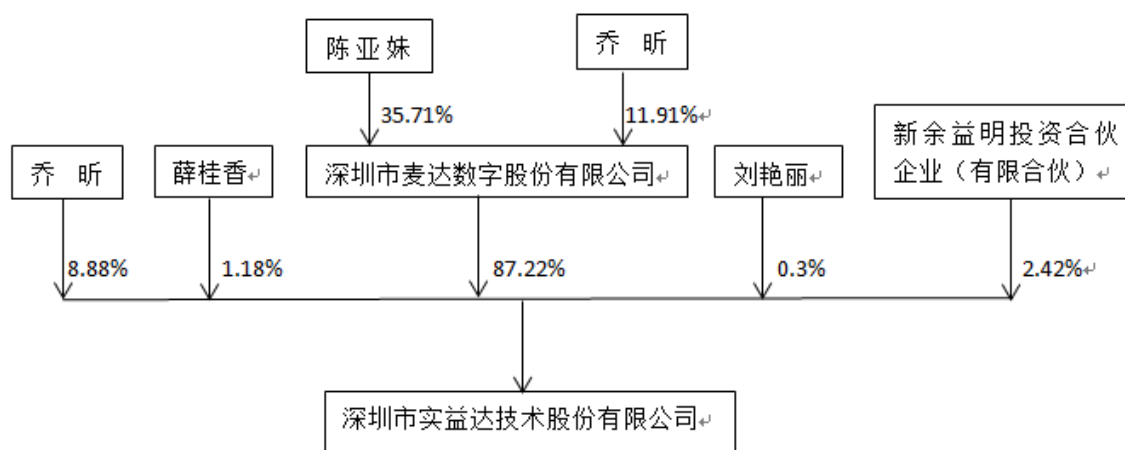 陈亚妹
乔 昕
35.71%
11.91%
乔 昕
薛桂香
深圳市麦达数字股份有限公司
刘艳丽
新余益明投资合伙
企业（有限合伙）
8.88%
1.18%
87.22%
0.3%
2.42%
深圳市实益达技术股份有限公司